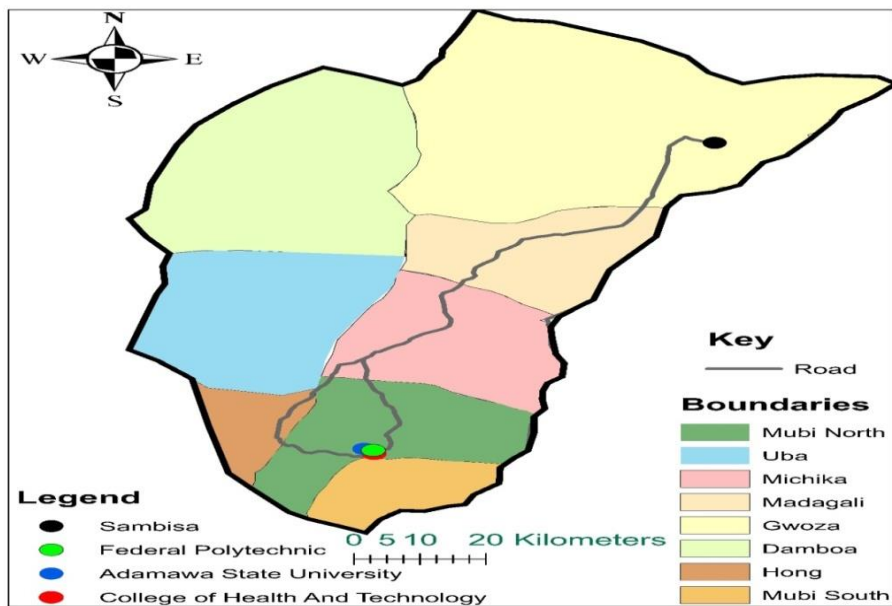 N
W E
S
Key
Road
Boundaries
Mubi North
Uba
Michika
Madagali
Gwoza
Damboa
Hong
Mubi South
Legend
Sambisa
Federal Polytechnic
Adamawa State University
College of Health And Technology
0 5 10 20 Kilometers